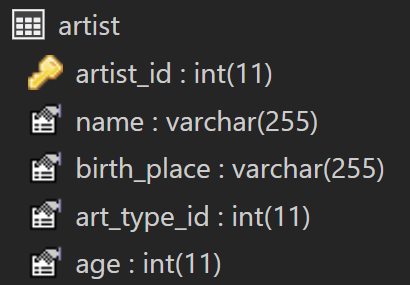 artist
artist_id : int(11)
name : varchar(255)
birth_place : varchar(255)
art_type_id : int(11)
age : int(11)